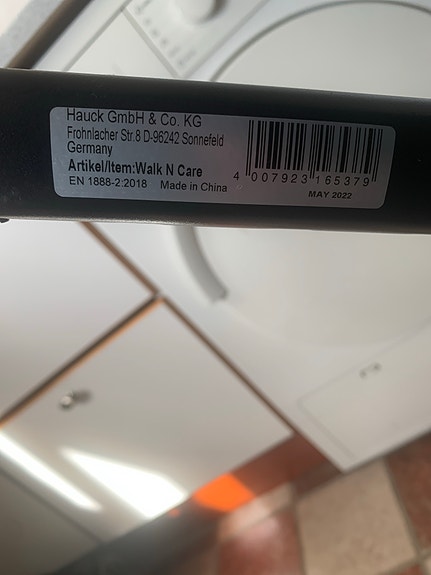 Hauck GmbH & Co. KG
Frohnlacher Str.8 D-96242 Sonnefeld
Germany
Artikel/Item:Walk N Care
EN 1888-2:2018 Made in China
4 007923 165379
MAY 2022